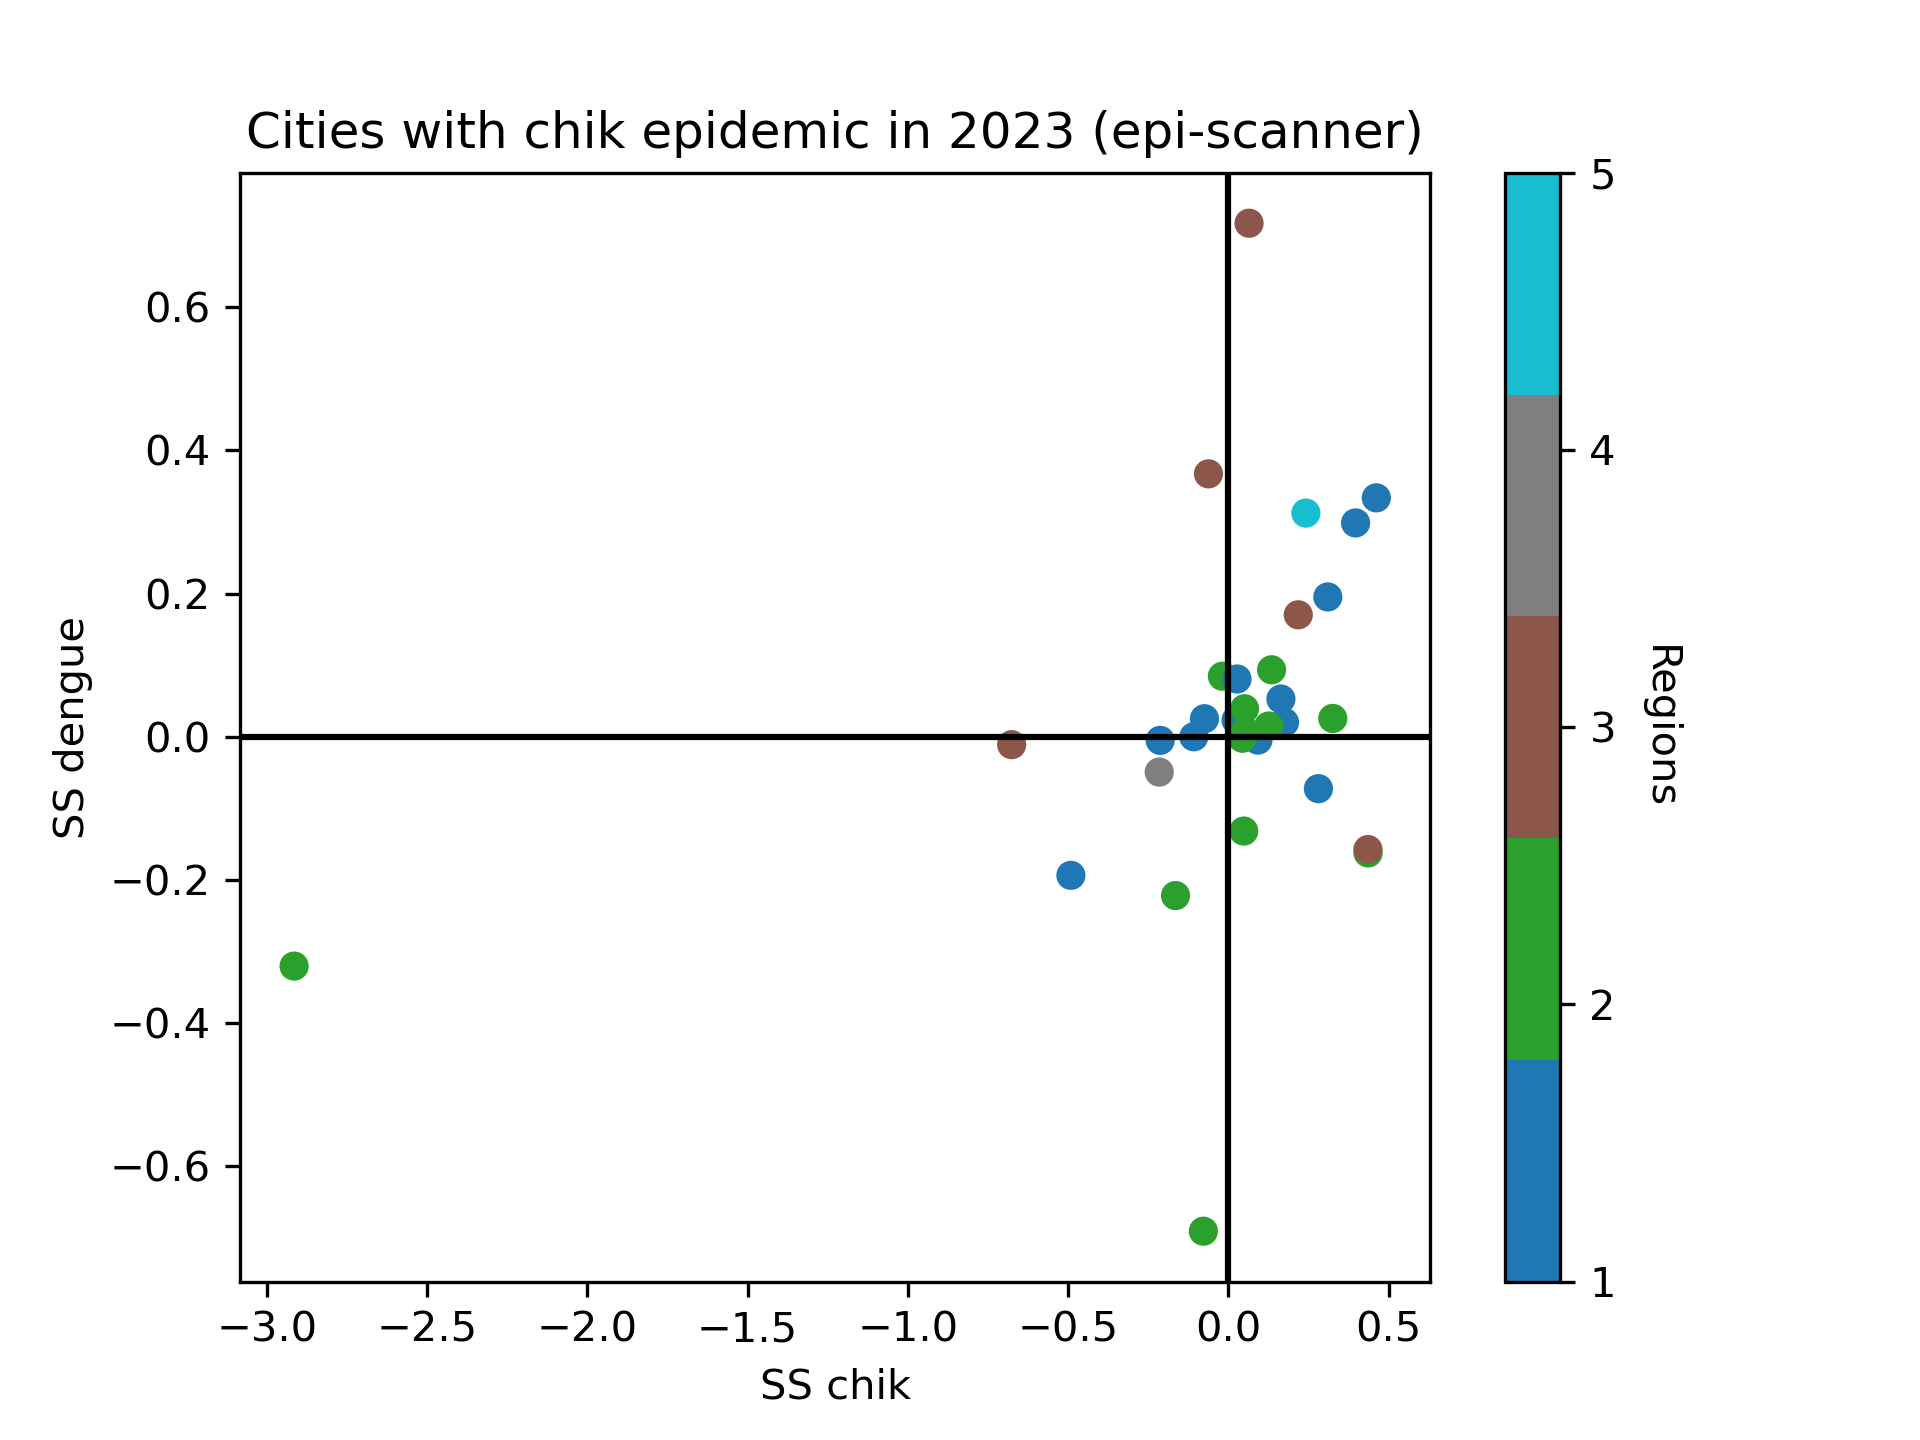 Cities with chik epidemic in 2023 (epi-scanner)
0.6
0.4
0.2
0.0
−0.2
−0.4
−0.6
SS dengue
−3.0 −2.5 −2.0 −1.5 −1.0 −0.5 0.0 0.5
SS chik
5
4
3
2
1
Regions